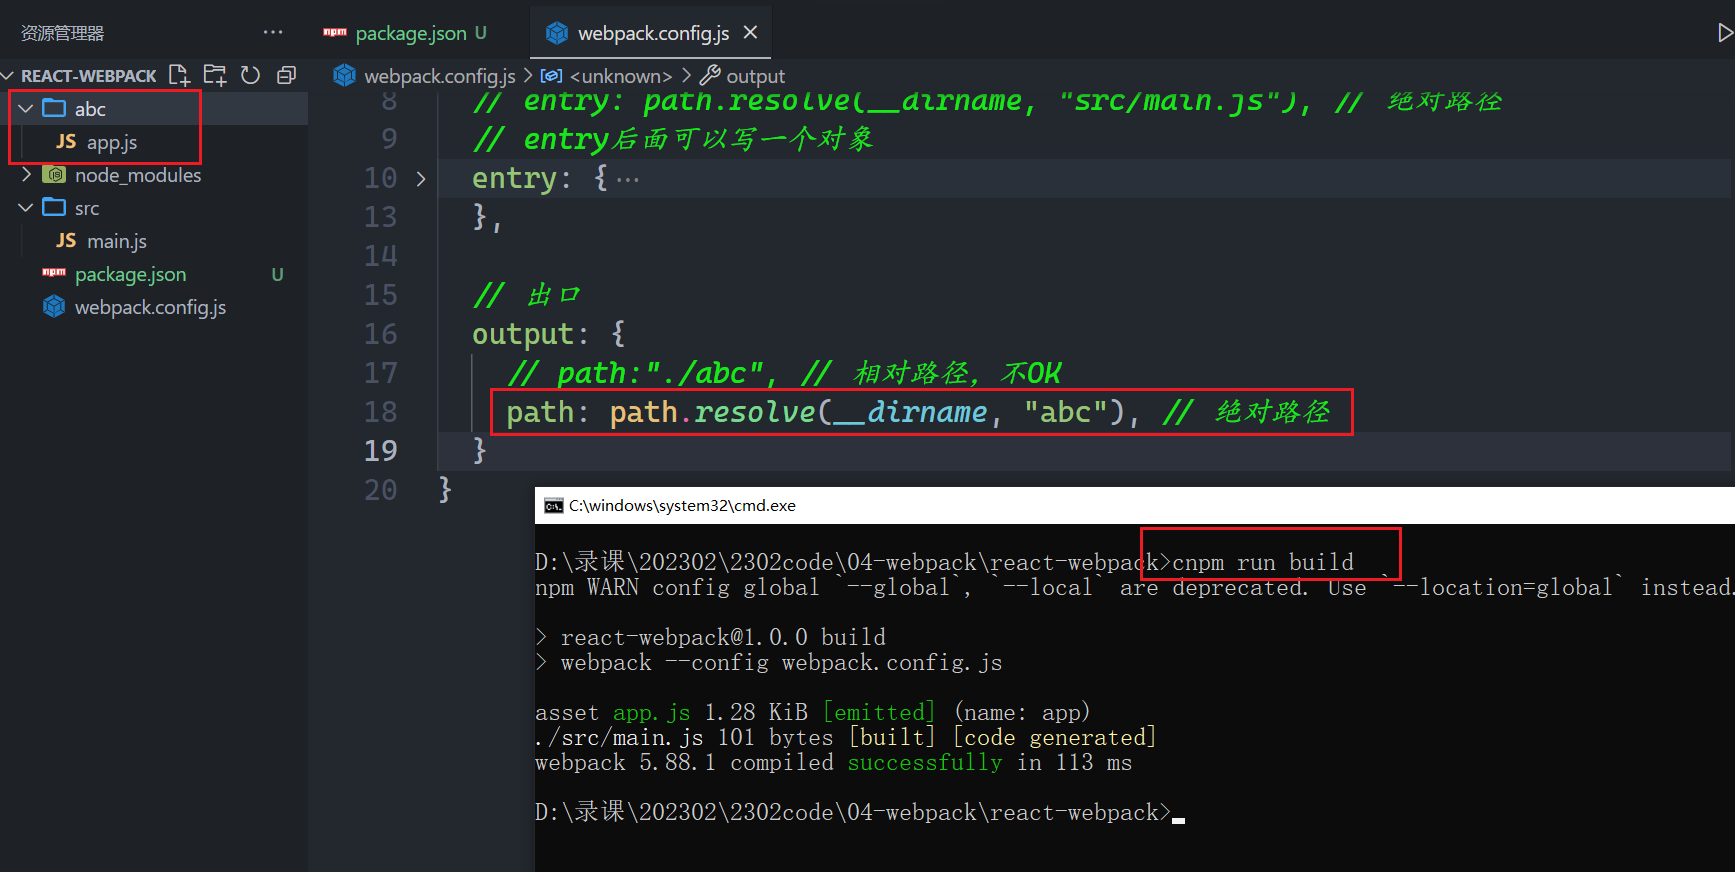 资源管理器 ···
npm package.json U
webpack.config.js ×
REACT-WEBPACK
abc
JS app.js
node_modules
src
JS main.js
npm package.json U
webpack.config.js
webpack.config.js > <unknown> > output
8 // entry: path.resolve(__dirname, "src/main.js"), // 绝对路径
9 // entry后面可以写一个对象
10 > entry: {···
13 },
14
15 // 出口
16 output: {
17 // path:"./abc", // 相对路径，不OK
18 path: path.resolve(__dirname, "abc"), // 绝对路径
19 }
20 }
C:\windows\system32\cmd.exe
D:\录课\202302\2302code\04-webpack\react-webpack>cnpm run build
npm WARN config global `--global`, `--local` are deprecated. Use `--location=global` instead.
> react-webpack@1.0.0 build
> webpack --config webpack.config.js
asset app.js 1.28 KiB [emitted] (name: app)
./src/main.js 101 bytes [built] [code generated]
webpack 5.88.1 compiled successfully in 113 ms
D:\录课\202302\2302code\04-webpack\react-webpack>